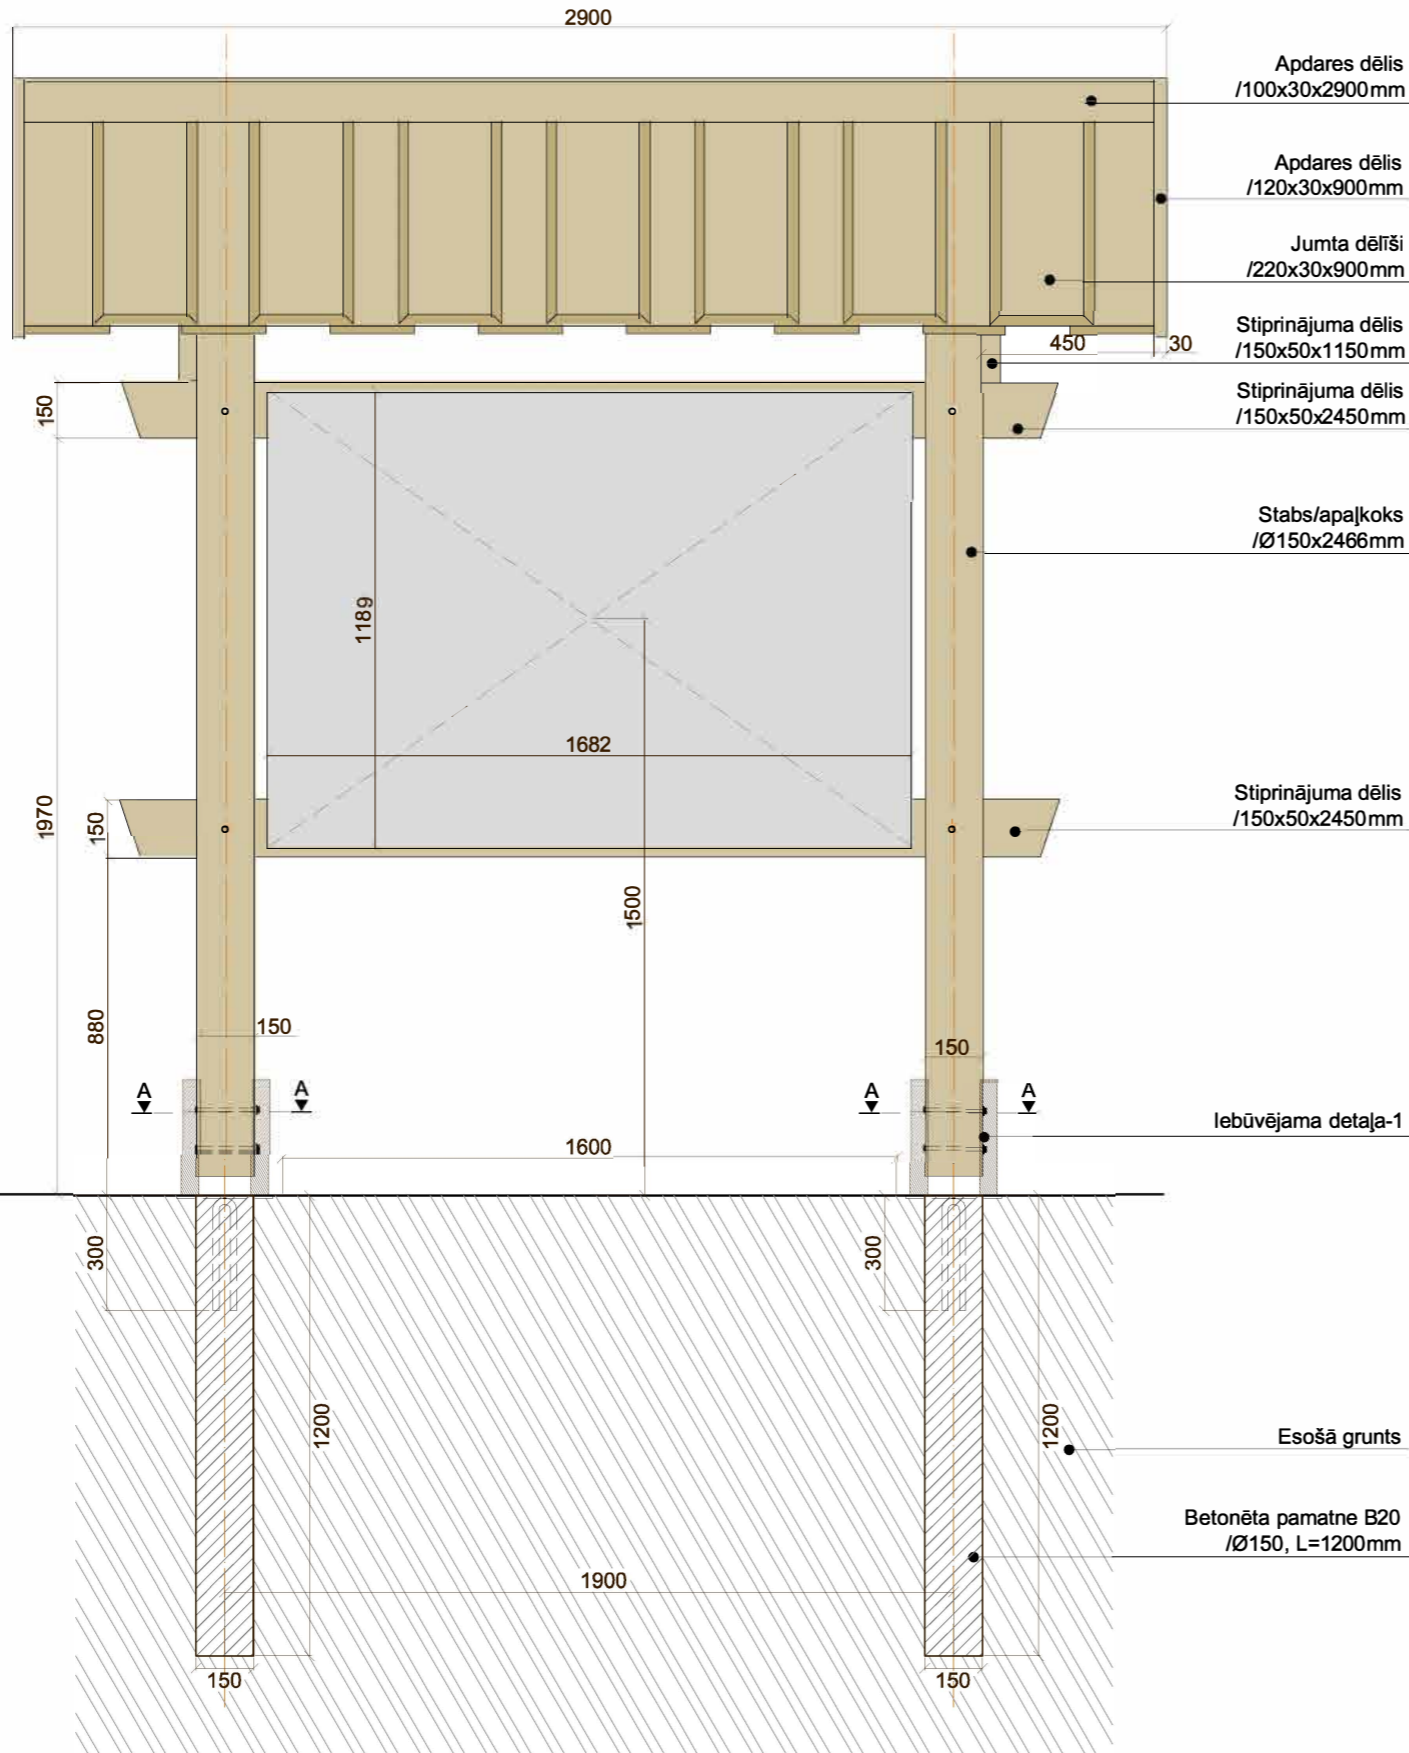 2900
Apdares dēlis
/100x30x2900mm
Apdares dēlis
/120x30x900mm
Jumta dēlīši
/220x30x900mm
Stiprinājuma dēlis
/150x50x1150mm
450
30
Stiprinājuma dēlis
/150x50x2450mm
150
Stabs/apaļkoks
/Ø150x2466mm
1189
1682
Stiprinājuma dēlis
/150x50x2450mm
1970
150
1500
880
150
150
A
A
A
A
Iebūvējama detaļa-1
1600
300
300
1200
1200
Esošā grunts
Betonēta pamatne B20
/Ø150, L=1200mm
1900
150
150